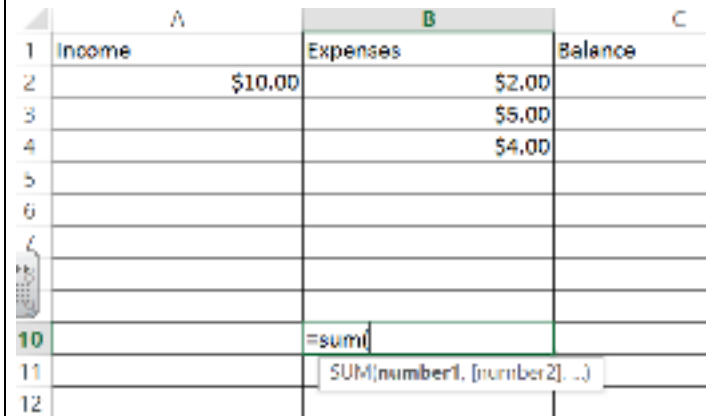 A B C
1 Income Expenses Balance
2 $10.00 $2.00
3 $5.00
4 $4.00
5
6
7
10 =sum(
11 SUM(number1, [number2], ...)
12